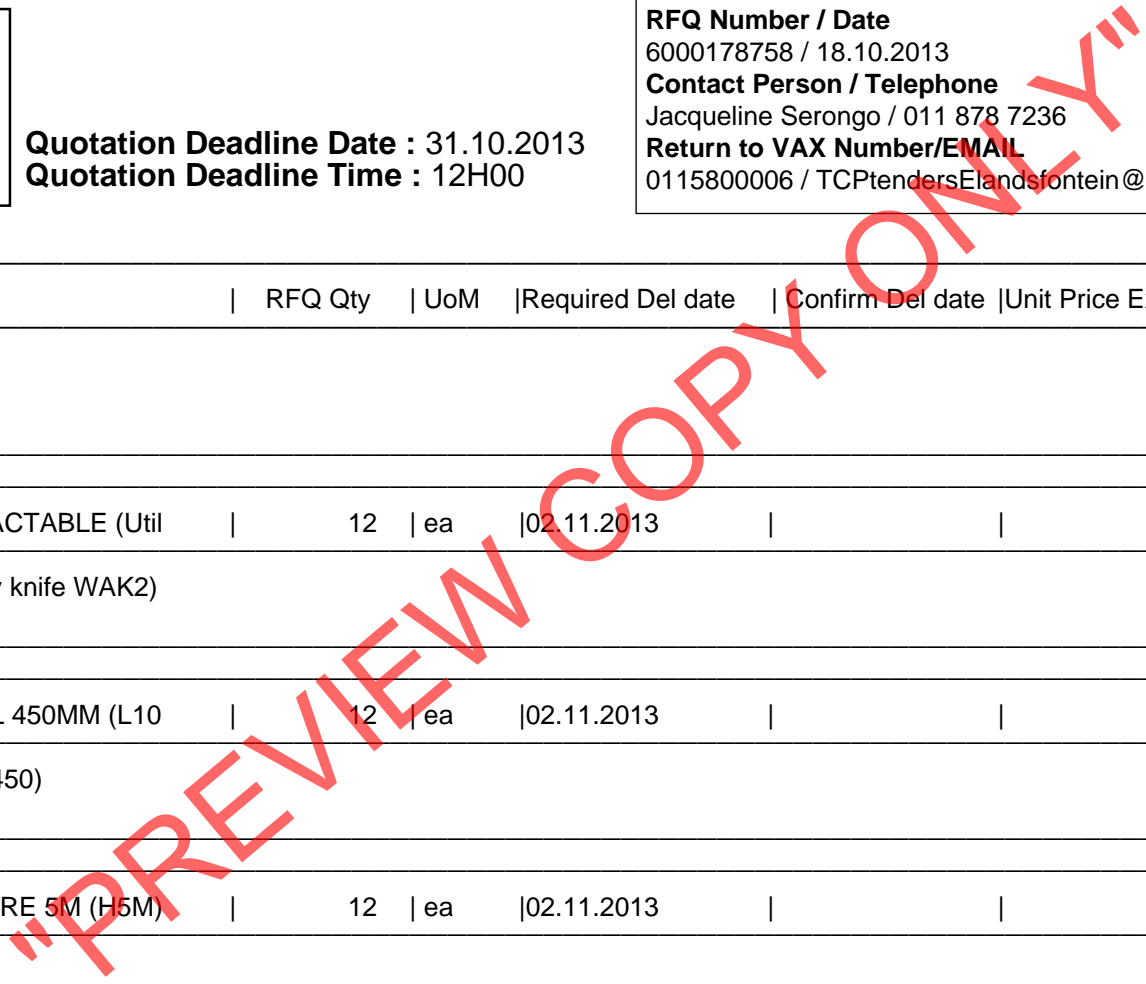 RFQ Number / Date
6000178758 / 18.10.2013
Contact Person / Telephone
Jacqueline Serongo / 011 878 7236
Return to VAX Number/EMAIL
0115800006 / TCPtendersElandsfontein@
Quotation Deadline Date : 31.10.2013
Quotation Deadline Time : 12H00
| RFQ Qty | UoM |Required Del date | Confirm Del date |Unit Price E
ACTABLE (Util | 12 | ea |02.11.2013 | |
knife WAK2)
450MM (L10 | 12 | ea |02.11.2013 | |
450)
RE 5M (H5M) | 12 | ea |02.11.2013 | |
"PREVIEW COPY ONLY"